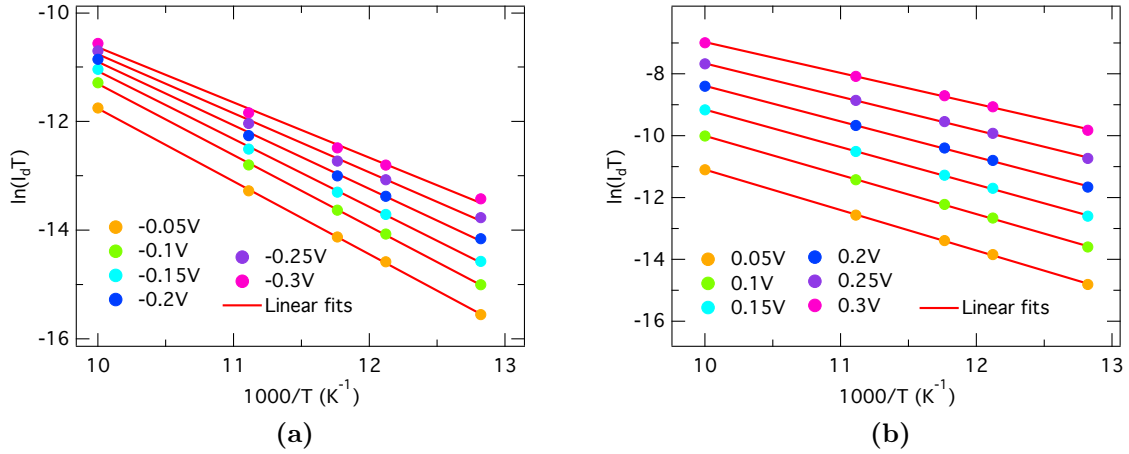 -10
-12
-14
-16
ln(I_dT)
-0.05V
-0.1V
-0.15V
-0.2V
-0.25V
-0.3V
Linear fits
10
11
12
13
1000/T (K⁻¹)
(a)
-8
-10
-12
-14
-16
ln(I_dT)
0.05V
0.1V
0.15V
0.2V
0.25V
0.3V
Linear fits
10
11
12
13
1000/T (K⁻¹)
(b)